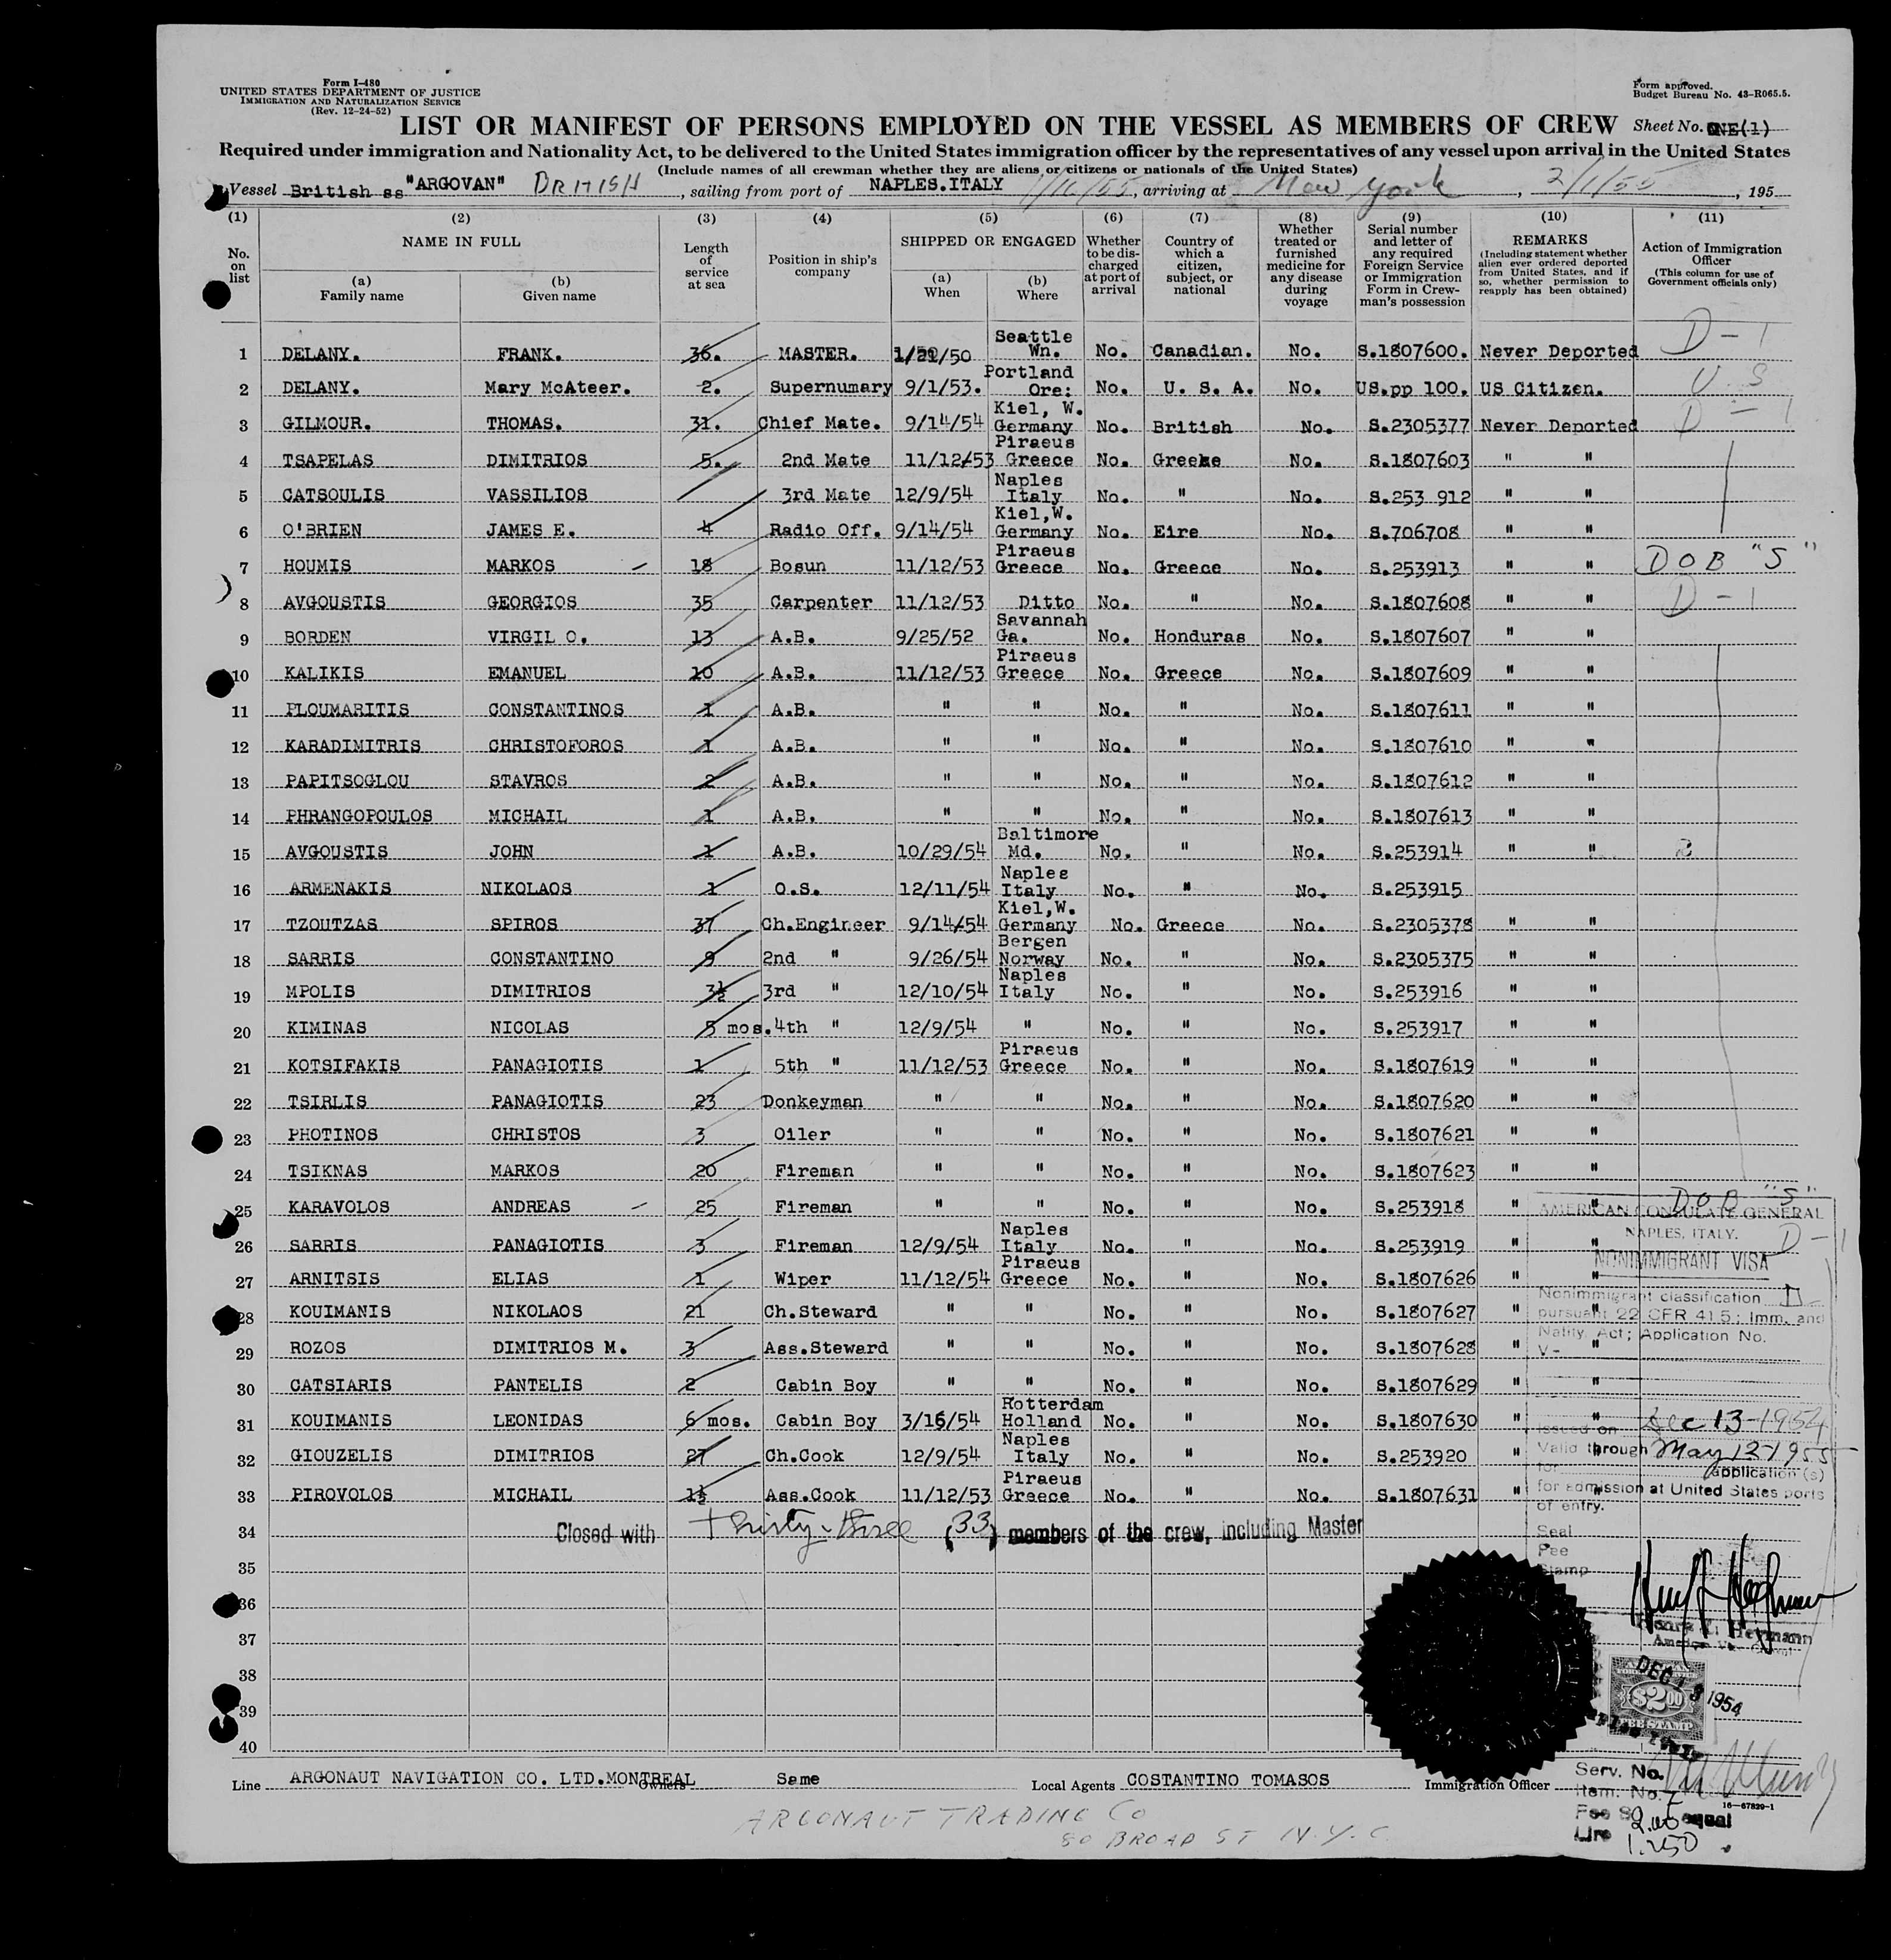 Form I-480
UNITED STATES DEPARTMENT OF JUSTICE
IMMIGRATION AND NATURALIZATION SERVICE
(Rev. 12-24-52)
Form approved.
Budget Bureau No. 43-R065.5.
LIST OR MANIFEST OF PERSONS EMPLOYED ON THE VESSEL AS MEMBERS OF CREW Sheet No. ONE(1)
Required under immigration and Nationality Act, to be delivered to the United States immigration officer by the representatives of any vessel upon arrival in the United States
(Include names of all crewman whether they are aliens or citizens or nationals of the United States)
Vessel British ss "ARGOVAN" BRITISH, sailing from port of NAPLES.ITALY 1/16/55, arriving at New York, 2/1/55, 195
(1) (2) (3) (4) (5) (6) (7) (8) (9) (10) (11)
No. on list
NAME IN FULL
(a) Family name
(b) Given name
Length of service at sea
Position in ship's company
SHIPPED OR ENGAGED
(a) When
(b) Where
Whether to be discharged at port of arrival
Country of which a citizen, subject, or national
Whether treated or furnished medicine for any disease during voyage
Serial number and letter of any required Foreign Service or Immigration Form in Crewman's possession
REMARKS
(Including statement whether alien ever ordered deported from United States, and if so, whether permission to reapply has been obtained)
Action of Immigration Officer
(This column for use of Government officials only)
1 DELANY. FRANK. 36. MASTER. 1/21/50 Seattle Wn. No. Canadian. No. S.1807600. Never Deported D-1
2 DELANY. Mary McAteer. 2. Supernumary 9/1/53. Portland Ore: No. U. S. A. No. US.pp 100. US Citizen. U.S
3 GILMOUR. THOMAS. 31. Chief Mate. 9/14/54 Kiel, W. Germany No. British No. S.2305377 Never Deported D-1
4 TSAPELAS DIMITRIOS 5. 2nd Mate 11/12/53 Piraeus Greece No. Greeke No. S.1807603 " "
5 CATSOULIS VASSILIOS 3rd Mate 12/9/54 Naples Italy No. " No. S.253 912 " "
6 O'BRIEN JAMES E. 4 Radio Off. 9/14/54 Kiel,W. Germany No. Eire No. S.706708 " "
7 HOUMIS MARKOS 18 Bosun 11/12/53 Piraeus Greece No. Greece No. S.253913 " " DOB "S"
8 AVGOUSTIS GEORGIOS 35 Carpenter 11/12/53 Ditto No. " No. S.1807608 " " D-1
9 BORDEN VIRGIL O. 13 A.B. 9/25/52 Savannah Ga. No. Honduras No. S.1807607 " "
10 KALIKIS EMANUEL 10 A.B. 11/12/53 Piraeus Greece No. Greece No. S.1807609 " "
11 PLOUMARITIS CONSTANTINOS 1 A.B. " " No. " No. S.1807611 " "
12 KARADIMITRIS CHRISTOFOROS 1 A.B. " " No. " No. S.1807610 " "
13 PAPITSOGLOU STAVROS 2 A.B. " " No. " No. S.1807612 " "
14 PHRANGOPOULOS MICHAIL 1 A.B. " " No. " No. S.1807613 " "
15 AVGOUSTIS JOHN 1 A.B. 10/29/54 Baltimore Md. No. " No. S.253914 " "
16 ARMENAKIS NIKOLAOS 1 O.S. 12/11/54 Naples Italy No. " No. S.253915
17 TZOUTZAS SPIROS 37 Ch.Engineer 9/14/54 Kiel,W. Germany No. Greece No. S.2305378 " "
18 SARRIS CONSTANTINO 9 2nd " 9/26/54 Bergen Norway No. " No. S.2305375 " "
19 MPOLIS DIMITRIOS 3½ 3rd " 12/10/54 Naples Italy No. " No. S.253916 " "
20 KIMINAS NICOLAS 5 mos. 4th " 12/9/54 " No. " No. S.253917 " "
21 KOTSIFAKIS PANAGIOTIS 1 5th " 11/12/53 Piraeus Greece No. " No. S.1807619 " "
22 TSIRLIS PANAGIOTIS 23 Donkeyman " " No. " No. S.1807620 " "
23 PHOTINOS CHRISTOS 3 Oiler " " No. " No. S.1807621 " "
24 TSIKNAS MARKOS 20 Fireman " " No. " No. S.1807623 " "
25 KARAVOLOS ANDREAS 25 Fireman " " No. " No. S.253918 " " DOB "S"
26 SARRIS PANAGIOTIS 3 Fireman 12/9/54 Naples Italy No. " No. S.253919 " " D-1
27 ARNITSIS ELIAS 1 Wiper 11/12/54 Piraeus Greece No. " No. S.1807626 " "
28 KOUIMANIS NIKOLAOS 21 Ch.Steward " " No. " No. S.1807627 " "
29 ROZOS DIMITRIOS M. 3 Ass.Steward " " No. " No. S.1807628 " "
30 CATSIARIS PANTELIS 2 Cabin Boy " " No. " No. S.1807629 " "
31 KOUIMANIS LEONIDAS 6 mos. Cabin Boy 3/16/54 Rotterdam Holland No. " No. S.1807630 " "
32 GIOUZELIS DIMITRIOS 27 Ch.Cook 12/9/54 Naples Italy No. " No. S.253920 "
33 PIROVOLOS MICHAIL 1½ Ass.Cook 11/12/53 Piraeus Greece No. " No. S.1807631 " "
34 Closed with Thirty-three (33) members of the crew, including Master
35
36
37
38
39
40
AMERICAN CONSULATE GENERAL
NAPLES, ITALY.
NONIMMIGRANT VISA
Nonimmigrant classification D
pursuant 22 CFR 41.5; Imm. and
Natlty. Act; Application No.
V-
Issued on Dec 13-1954
Valid through May 12-1955
for application(s)
for admission at United States ports
of entry.
Seal
Fee
Stamp
Henry L. Heymann
DEC 13 1954
$2.00
FEE STAMP
Line ARGONAUT NAVIGATION CO. LTD.MONTREAL Owners Same Local Agents COSTANTINO TOMASOS Immigration Officer
Serv. No.
Item. No. 7
16—67829-1
Fee $ 2.00 equal
Lire 1.250
ARGONAUT TRADING CO
80 BROAD ST N.Y.C.